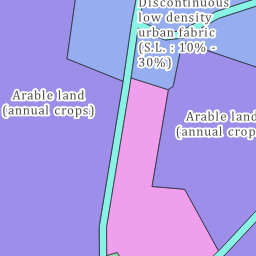 Discontinuous
low density
urban fabric
(S.L. : 10% -
30%)
Arable land
(annual crops)
Arable land
(annual crop